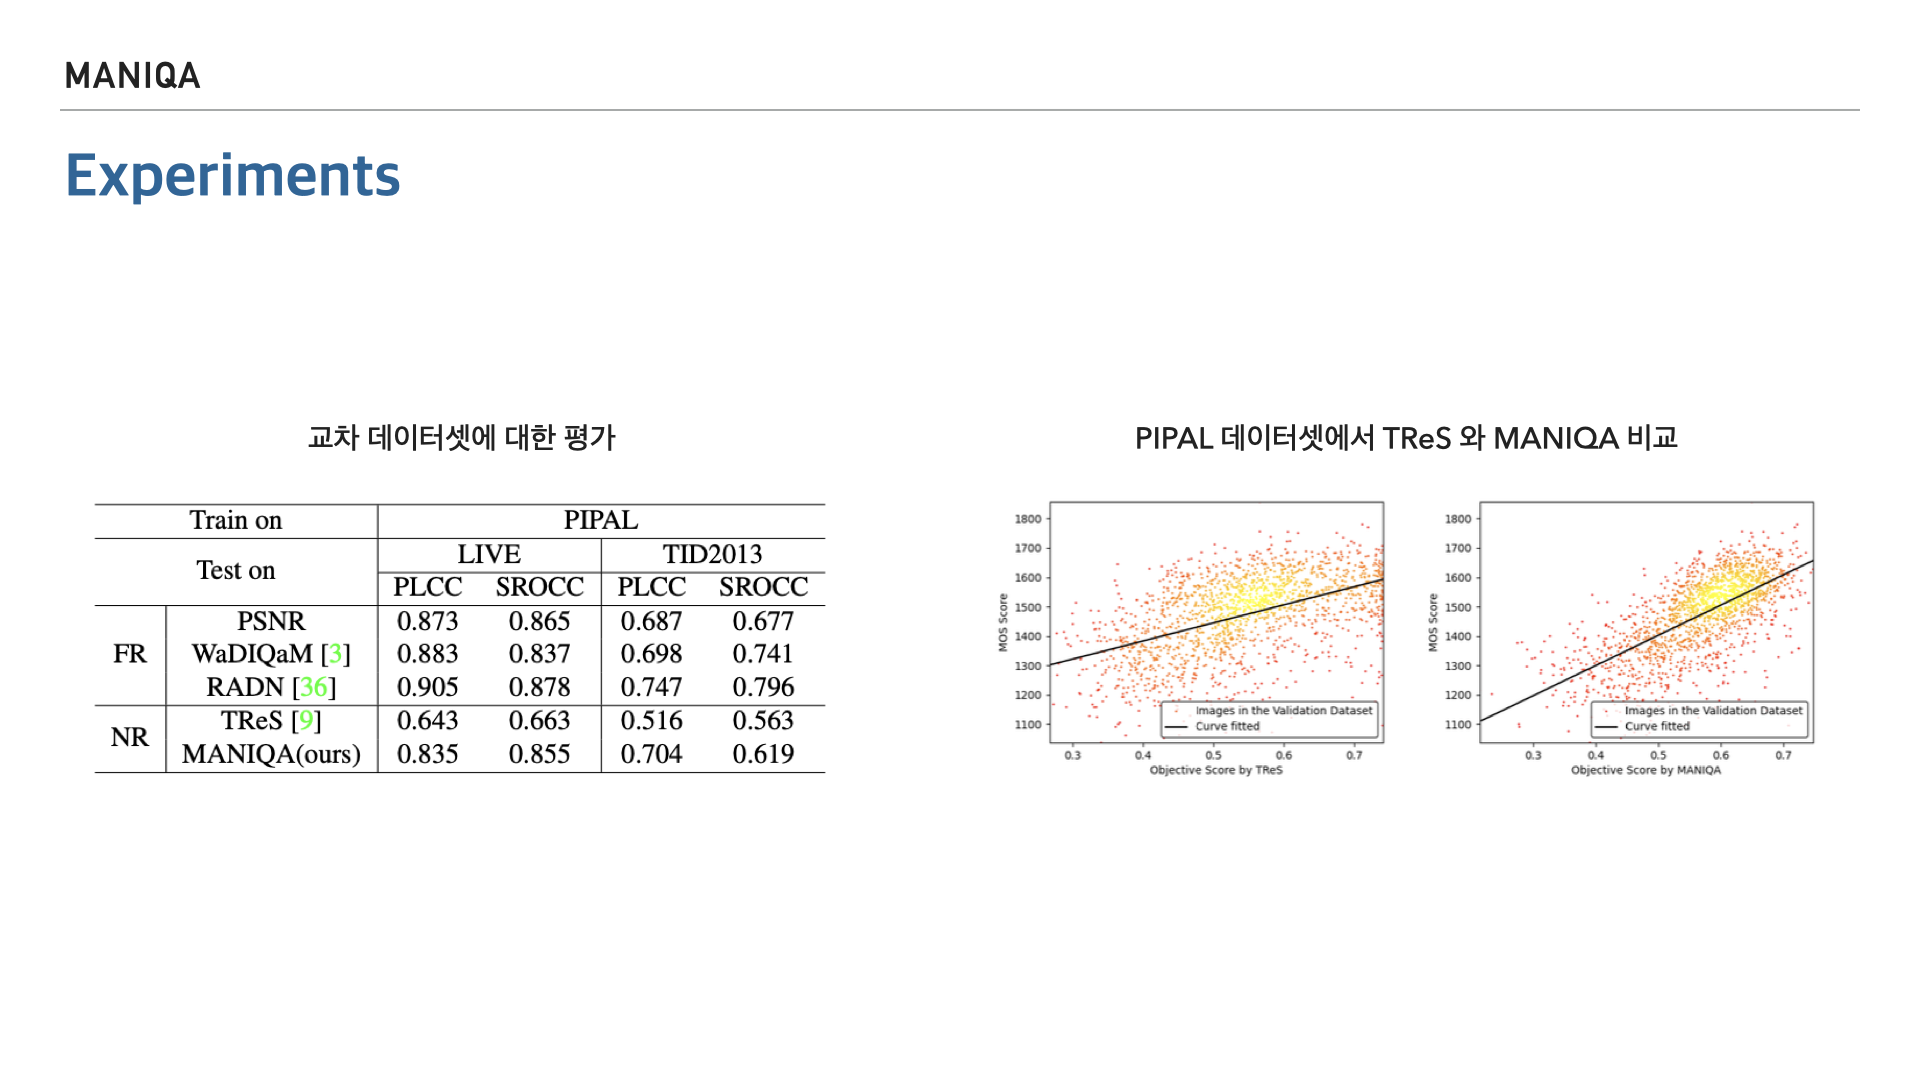 MANIQA
Experiments
교차 데이터셋에 대한 평가
Train on PIPAL
Test on LIVE TID2013
PLCC SROCC PLCC SROCC
FR PSNR 0.873 0.865 0.687 0.677
WaDIQaM [3] 0.883 0.837 0.698 0.741
RADN [36] 0.905 0.878 0.747 0.796
NR TReS [9] 0.643 0.663 0.516 0.563
MANIQA(ours) 0.835 0.855 0.704 0.619
PIPAL 데이터셋에서 TReS 와 MANIQA 비교
MOS Score
1800
1700
1600
1500
1400
1300
1200
1100
Images in the Validation Dataset
Curve fitted
0.3 0.4 0.5 0.6 0.7
Objective Score by TReS
MOS Score
1800
1700
1600
1500
1400
1300
1200
1100
Images in the Validation Dataset
Curve fitted
0.3 0.4 0.5 0.6 0.7
Objective Score by MANIQA